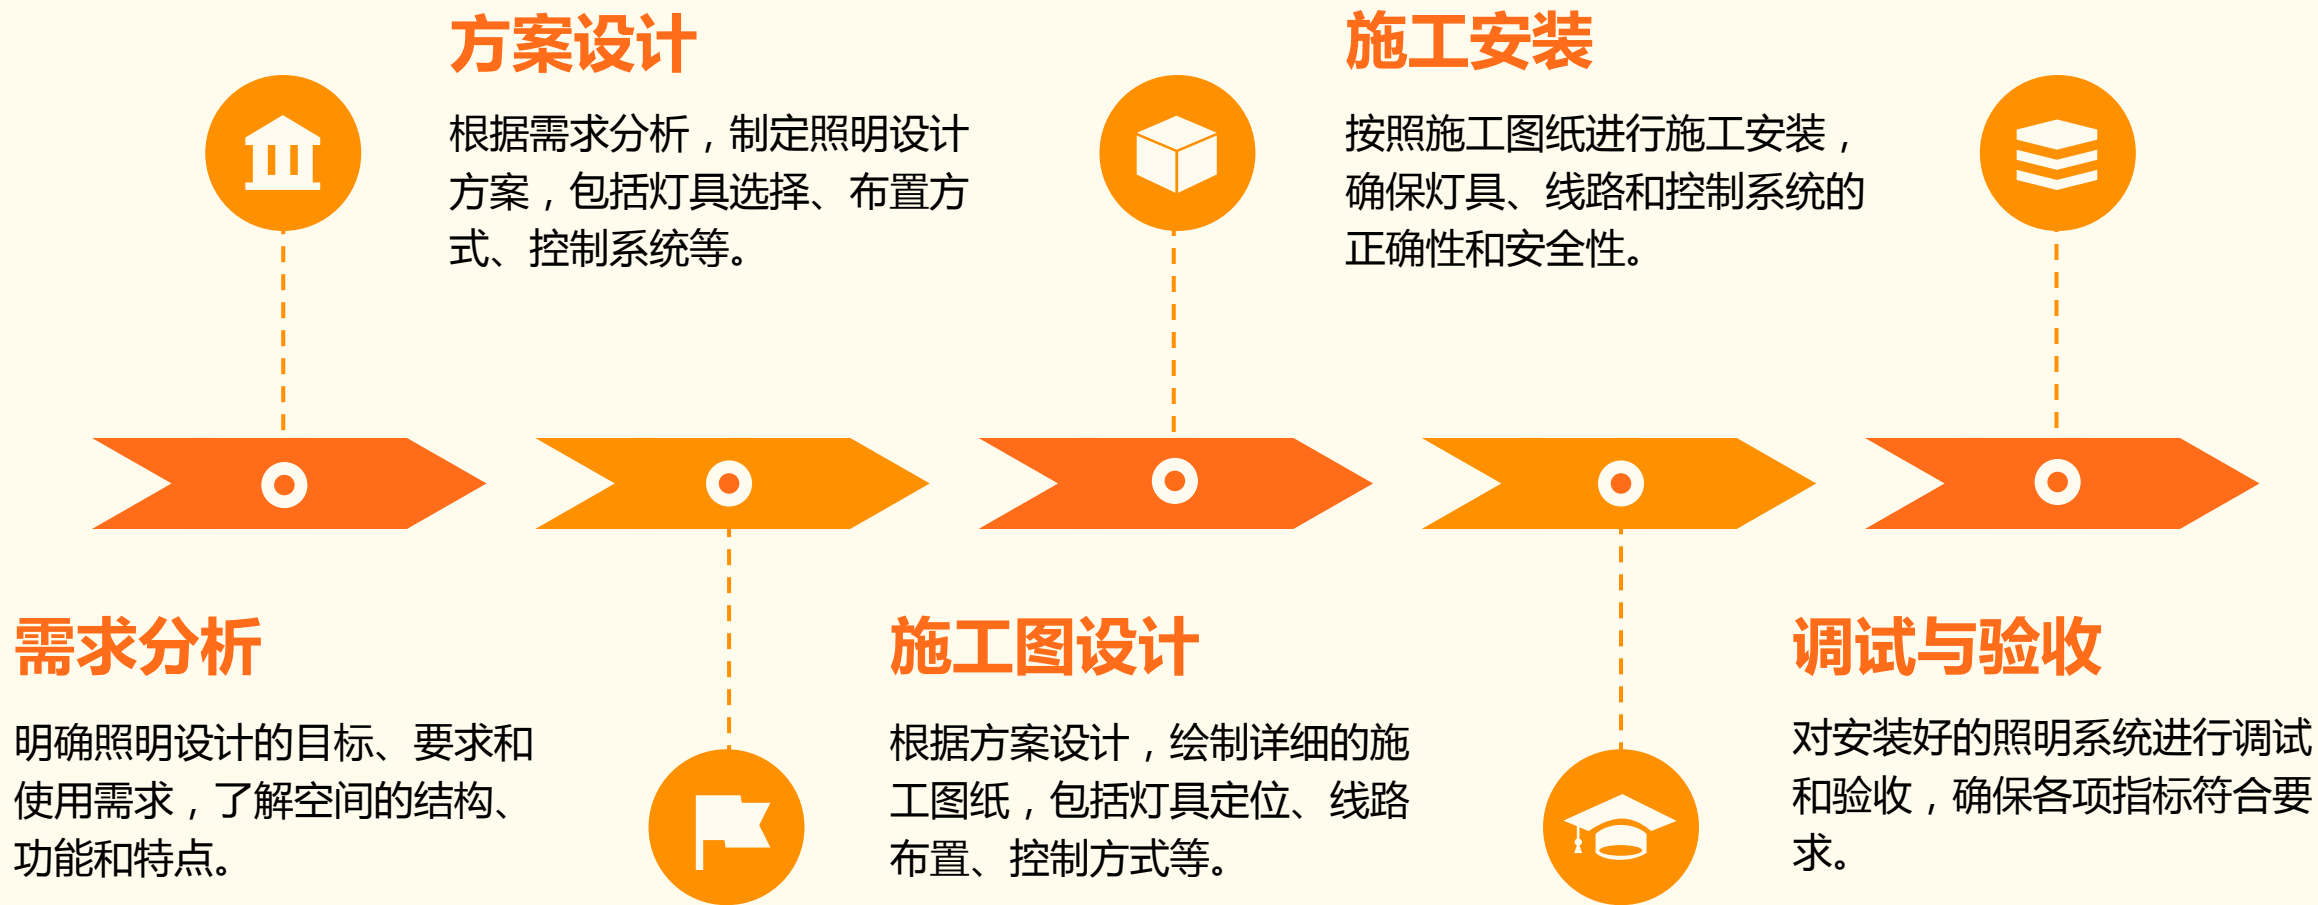 方案设计
根据需求分析，制定照明设计
方案，包括灯具选择、布置方
式、控制系统等。
施工安装
按照施工图纸进行施工安装，
确保灯具、线路和控制系统的
正确性和安全性。
需求分析
明确照明设计的目标、要求和
使用需求，了解空间的结构、
功能和特点。
施工图设计
根据方案设计，绘制详细的施
工图纸，包括灯具定位、线路
布置、控制方式等。
调试与验收
对安装好的照明系统进行调试
和验收，确保各项指标符合要
求。